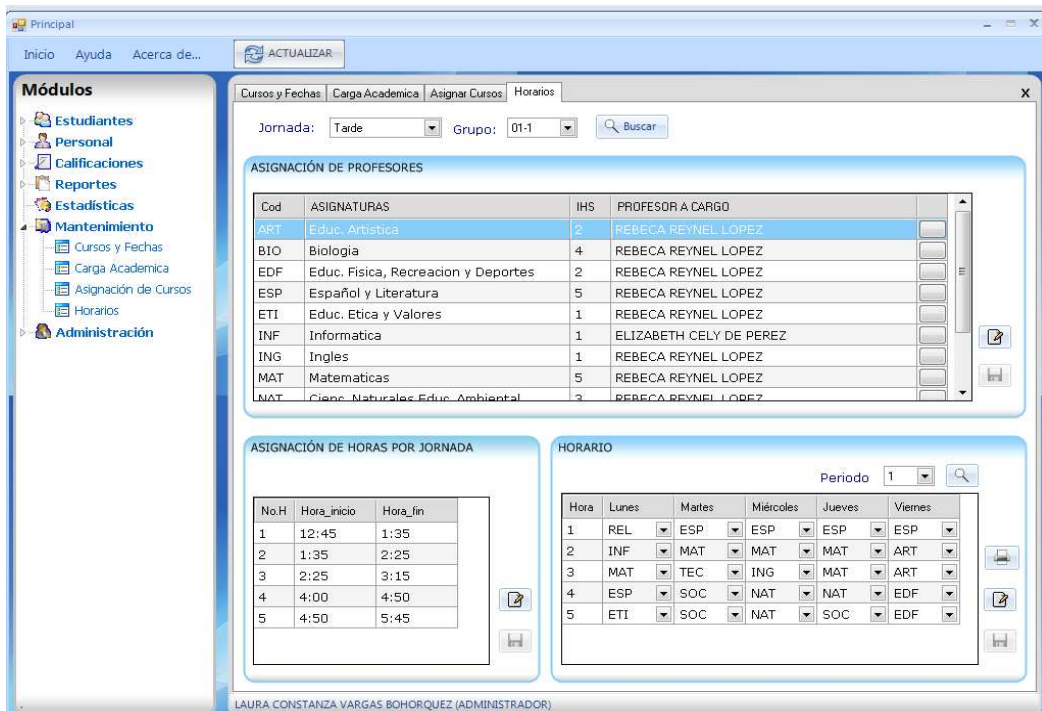 Principal
Inicio Ayuda Acerca de... ACTUALIZAR
Módulos
Estudiantes
Personal
Calificaciones
Reportes
Estadísticas
Mantenimiento
Cursos y Fechas
Carga Academica
Asignación de Cursos
Horarios
Administración
Cursos y Fechas Carga Academica Asignar Cursos Horarios X
Jornada: Tarde Grupo: 01-1 Buscar
ASIGNACIÓN DE PROFESORES
Cod ASIGNATURAS IHS PROFESOR A CARGO
ART Educ. Artistica 2 REBECA REYNEL LOPEZ
BIO Biologia 4 REBECA REYNEL LOPEZ
EDF Educ. Fisica, Recreacion y Deportes 2 REBECA REYNEL LOPEZ
ESP Español y Literatura 5 REBECA REYNEL LOPEZ
ETI Educ. Etica y Valores 1 REBECA REYNEL LOPEZ
INF Informatica 1 ELIZABETH CELY DE PEREZ
ING Ingles 1 REBECA REYNEL LOPEZ
MAT Matematicas 5 REBECA REYNEL LOPEZ
NAT Cienc. Naturales Educ. Ambiental 3 REBECA REYNEL LOPEZ
ASIGNACIÓN DE HORAS POR JORNADA
No.H Hora_inicio Hora_fin
1 12:45 1:35
2 1:35 2:25
3 2:25 3:15
4 4:00 4:50
5 4:50 5:45
HORARIO
Periodo 1
Hora Lunes Martes Miércoles Jueves Viernes
1 REL ESP ESP ESP ESP
2 INF MAT MAT MAT ART
3 MAT TEC ING MAT ART
4 ESP SOC NAT NAT EDF
5 ETI SOC NAT SOC EDF
LAURA CONSTANZA VARGAS BOHORQUEZ (ADMINISTRADOR)